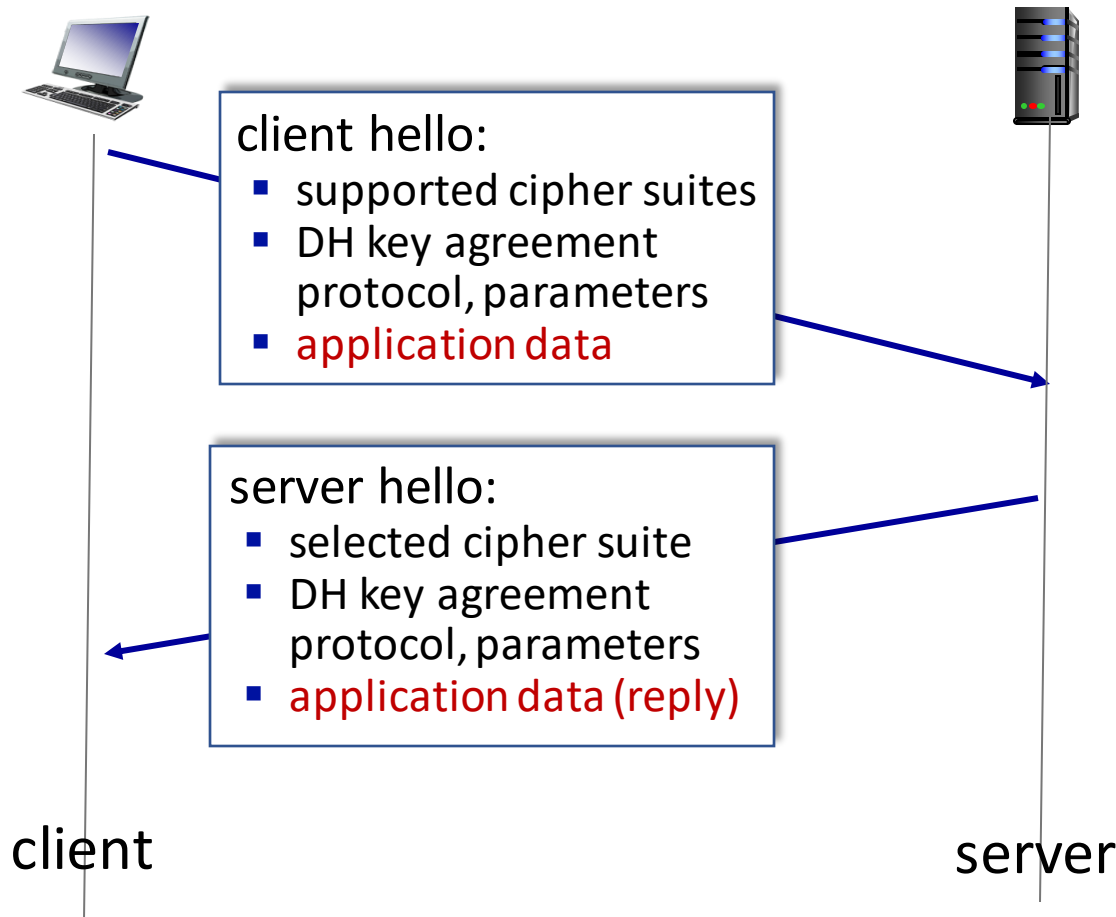 client hello:
▪ supported cipher suites
▪ DH key agreement
protocol, parameters
▪ application data
server hello:
▪ selected cipher suite
▪ DH key agreement
protocol, parameters
▪ application data (reply)
client
server